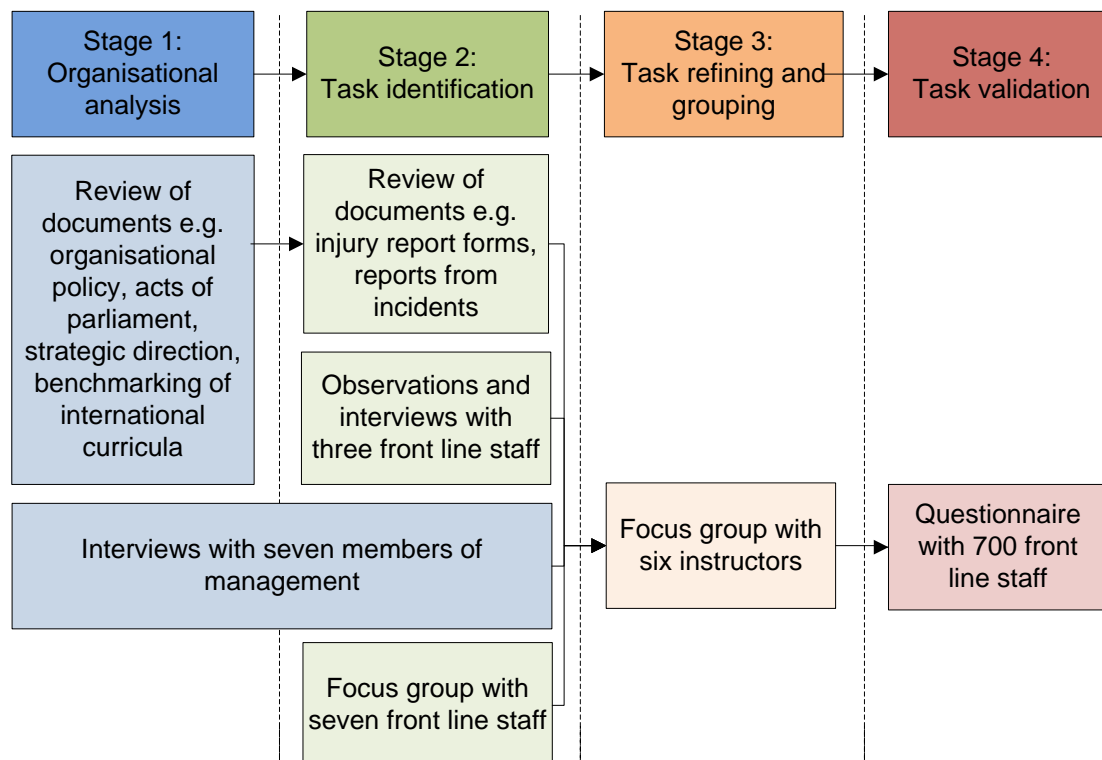 Stage 1:
Organisational
analysis
Stage 2:
Task identification
Stage 3:
Task refining and
grouping
Stage 4:
Task validation
Review of
documents e.g.
organisational
policy, acts of
parliament,
strategic direction,
benchmarking of
international
curricula
Review of
documents e.g.
injury report forms,
reports from
incidents
Observations and
interviews with
three front line staff
Interviews with seven members of
management
Focus group with
seven front line staff
Focus group with
six instructors
Questionnaire
with 700 front
line staff